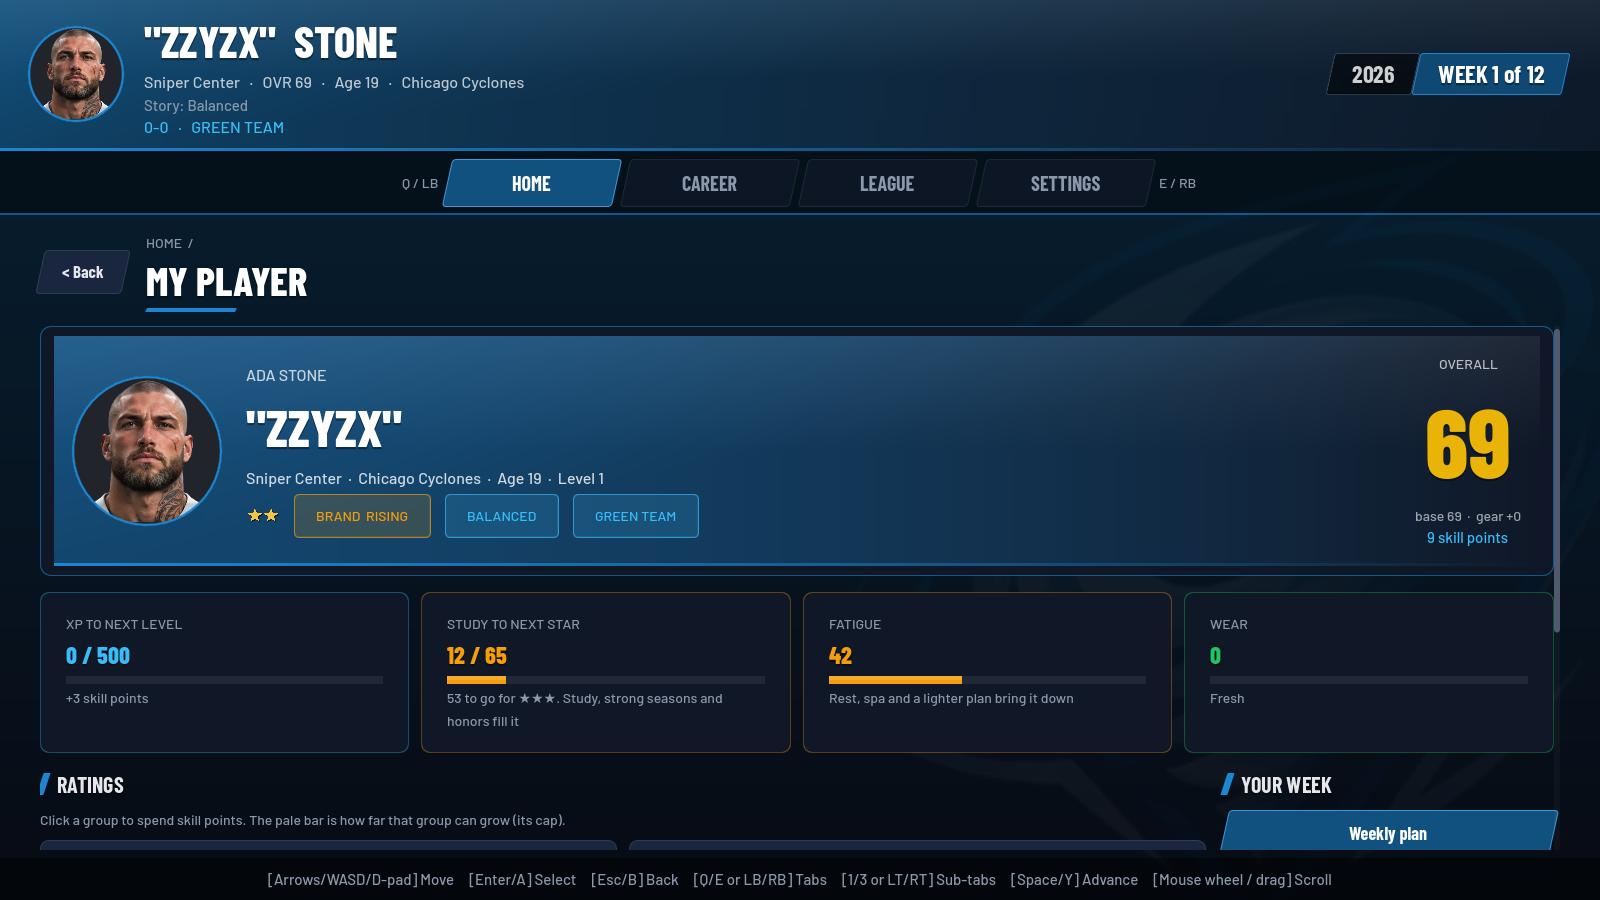 "ZZYZX" STONE
Sniper Center · OVR 69 · Age 19 · Chicago Cyclones
Story: Balanced
0-0 · GREEN TEAM
2026
WEEK 1 of 12
Q / LB
HOME
CAREER
LEAGUE
SETTINGS
E / RB
< Back
HOME /
MY PLAYER
ADA STONE
"ZZYZX"
Sniper Center · Chicago Cyclones · Age 19 · Level 1
★★
BRAND RISING
BALANCED
GREEN TEAM
OVERALL
69
base 69 · gear +0
9 skill points
XP TO NEXT LEVEL
0 / 500
+3 skill points
STUDY TO NEXT STAR
12 / 65
53 to go for ★★★. Study, strong seasons and
honors fill it
FATIGUE
42
Rest, spa and a lighter plan bring it down
WEAR
0
Fresh
RATINGS
Click a group to spend skill points. The pale bar is how far that group can grow (its cap).
YOUR WEEK
Weekly plan
[Arrows/WASD/D-pad] Move [Enter/A] Select [Esc/B] Back [Q/E or LB/RB] Tabs [1/3 or LT/RT] Sub-tabs [Space/Y] Advance [Mouse wheel / drag] Scroll